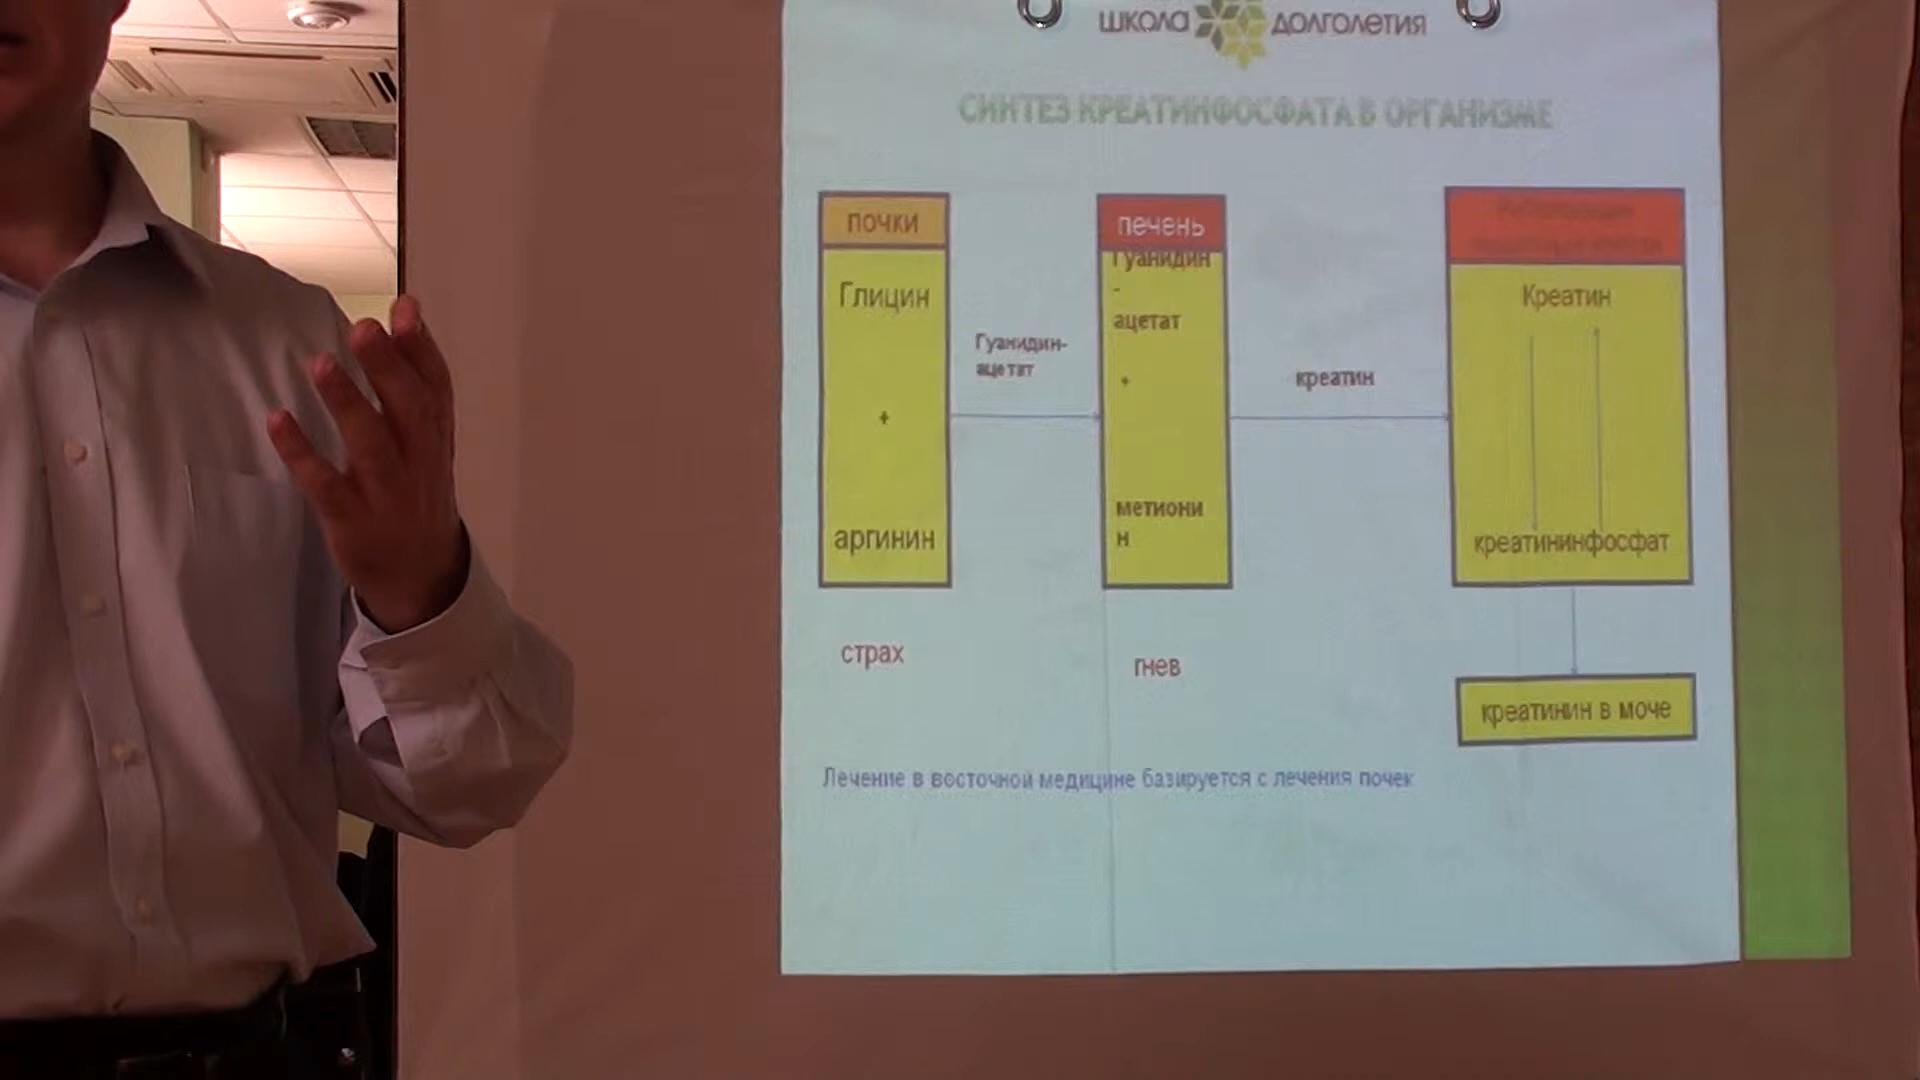 ШКОЛА ДОЛГОЛЕТИЯ
СИНТЕЗ КРЕАТИНФОСФАТА В ОРГАНИЗМЕ
почки
Глицин
+
аргинин
Гуанидин-
ацетат
печень
Гуанидин
-
ацетат
+
метиони
н
креатин
Креатин
креатининфосфат
креатинин в моче
страх
гнев
Лечение в восточной медицине базируется с лечения почек